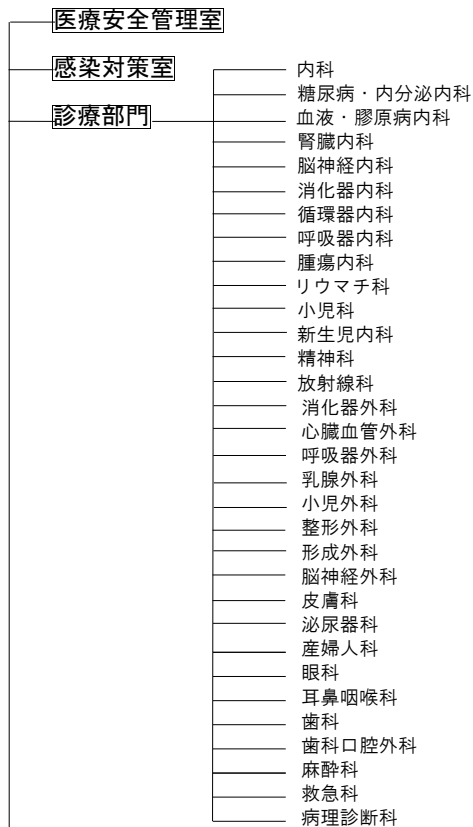 医療安全管理室
感染対策室
診療部門
内科
糖尿病・内分泌内科
血液・膠原病内科
腎臓内科
脳神経内科
消化器内科
循環器内科
呼吸器内科
腫瘍内科
リウマチ科
小児科
新生児内科
精神科
放射線科
消化器外科
心臓血管外科
呼吸器外科
乳腺外科
小児外科
整形外科
形成外科
脳神経外科
皮膚科
泌尿器科
産婦人科
眼科
耳鼻咽喉科
歯科
歯科口腔外科
麻酔科
救急科
病理診断科